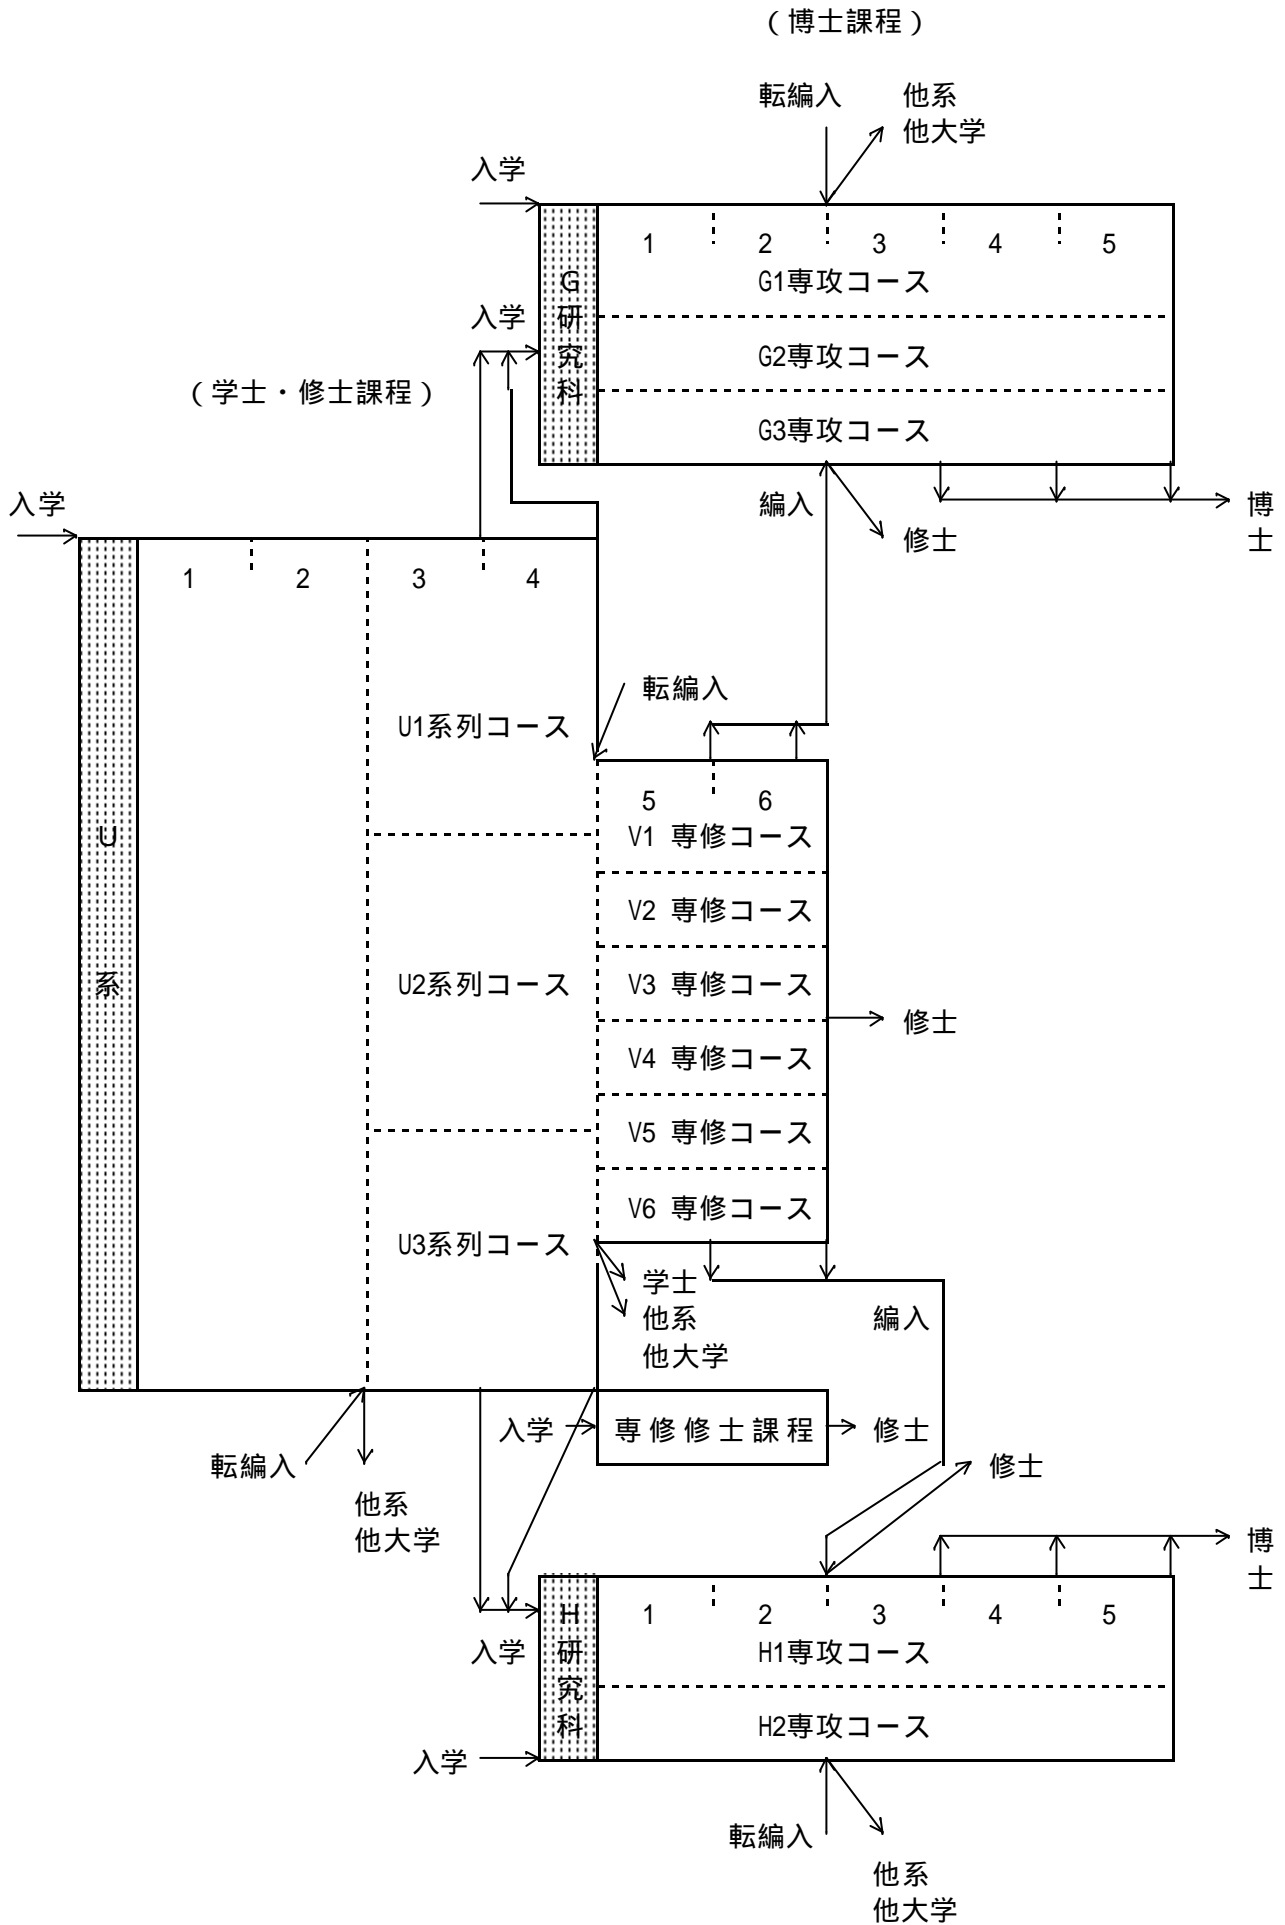 (博士課程)
転編入 他系
他大学
入学
1 2 3 4 5
G研究科
G1専攻コース
入学
G2専攻コース
(学士・修士課程)
G3専攻コース
入学
編入
修士
博士
1 2 3 4
U系
転編入
U1系列コース
5 6
V1 専修コース
V2 専修コース
U2系列コース
V3 専修コース
修士
V4 専修コース
V5 専修コース
V6 専修コース
U3系列コース
学士
他系
他大学
編入
入学
専修修士課程
修士
転編入
修士
他系
他大学
博士
1 2 3 4 5
H研究科
入学
H1専攻コース
H2専攻コース
入学
転編入
他系
他大学